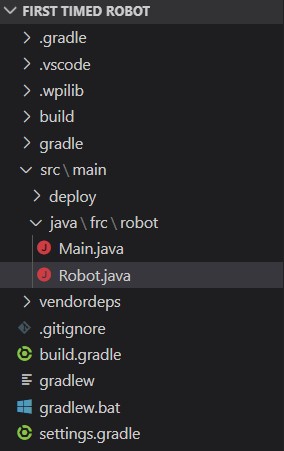 FIRST TIMED ROBOT
.gradle
.vscode
.wpilib
build
gradle
src\main
deploy
java\frc\robot
J Main.java
J Robot.java
vendordeps
.gitignore
build.gradle
gradlew
gradlew.bat
settings.gradle